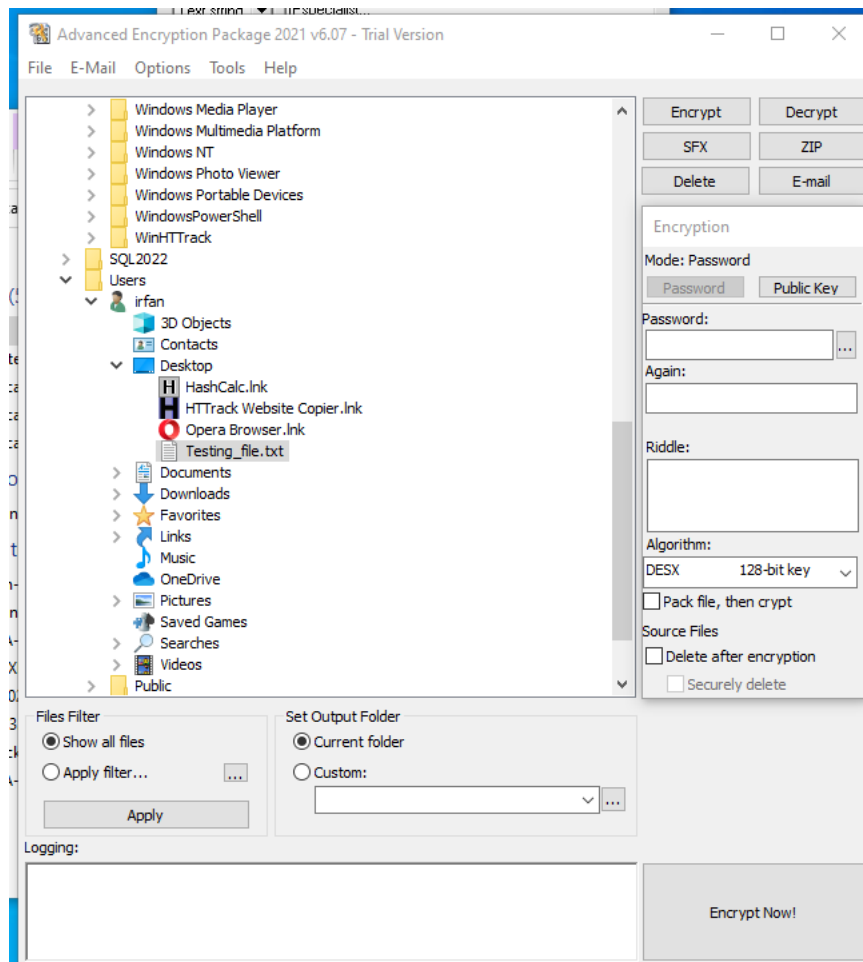 Advanced Encryption Package 2021 v6.07 - Trial Version
File E-Mail Options Tools Help
Windows Media Player
Windows Multimedia Platform
Windows NT
Windows Photo Viewer
Windows Portable Devices
WindowsPowerShell
WinHTTrack
SQL2022
Users
irfan
3D Objects
Contacts
Desktop
H HashCalc.lnk
H HTTrack Website Copier.lnk
Opera Browser.lnk
Testing_file.txt
Documents
Downloads
Favorites
Links
Music
OneDrive
Pictures
Saved Games
Searches
Videos
Public
Encrypt Decrypt
SFX ZIP
Delete E-mail
Encryption
Mode: Password
Password Public Key
Password:
...
Again:
Riddle:
Algorithm:
DESX 128-bit key
Pack file, then crypt
Source Files
Delete after encryption
Securely delete
Files Filter
Show all files
Apply filter... ...
Apply
Set Output Folder
Current folder
Custom:
...
Logging:
Encrypt Now!